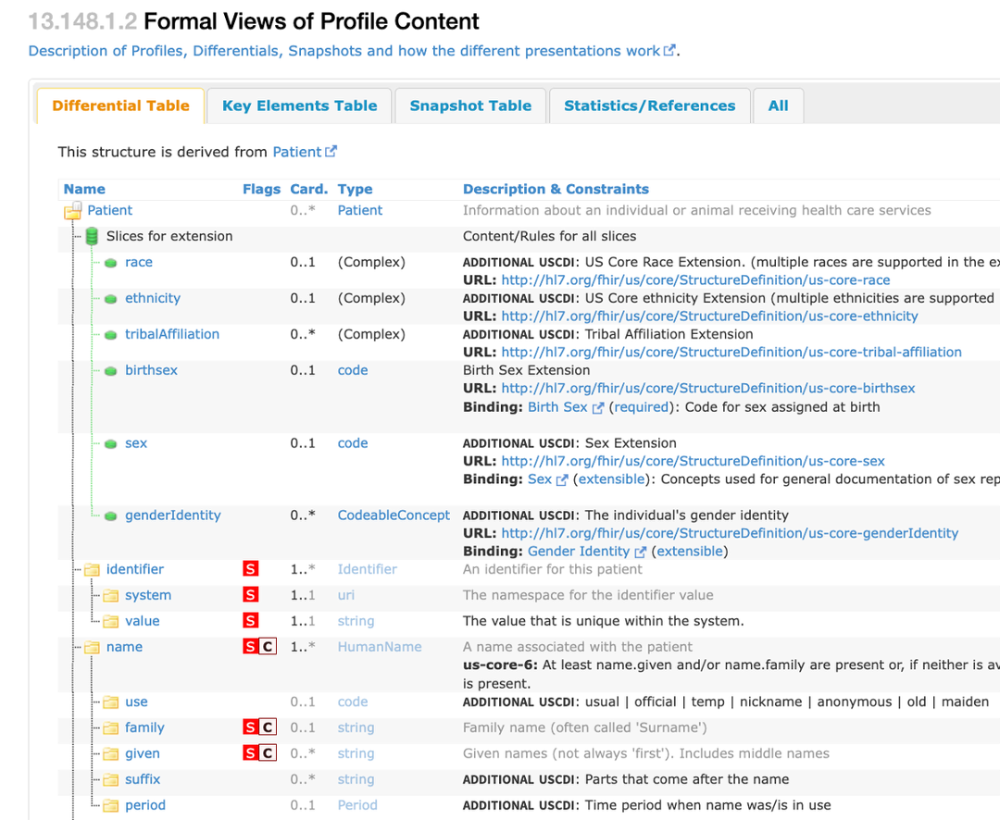 13.148.1.2 Formal Views of Profile Content
Description of Profiles, Differentials, Snapshots and how the different presentations work.
Differential Table Key Elements Table Snapshot Table Statistics/References All
This structure is derived from Patient
Name Flags Card. Type Description & Constraints
Patient 0..* Patient Information about an individual or animal receiving health care services
Slices for extension Content/Rules for all slices
race 0..1 (Complex) ADDITIONAL USCDI: US Core Race Extension. (multiple races are supported in the
URL: http://hl7.org/fhir/us/core/StructureDefinition/us-core-race
ethnicity 0..1 (Complex) ADDITIONAL USCDI: US Core ethnicity Extension (multiple ethnicities are supported
URL: http://hl7.org/fhir/us/core/StructureDefinition/us-core-ethnicity
tribalAffiliation 0..* (Complex) ADDITIONAL USCDI: Tribal Affiliation Extension
URL: http://hl7.org/fhir/us/core/StructureDefinition/us-core-tribal-affiliation
birthsex 0..1 code Birth Sex Extension
URL: http://hl7.org/fhir/us/core/StructureDefinition/us-core-birthsex
Binding: Birth Sex (required): Code for sex assigned at birth
sex 0..1 code ADDITIONAL USCDI: Sex Extension
URL: http://hl7.org/fhir/us/core/StructureDefinition/us-core-sex
Binding: Sex (extensible): Concepts used for general documentation of sex
genderIdentity 0..* CodeableConcept ADDITIONAL USCDI: The individual's gender identity
URL: http://hl7.org/fhir/us/core/StructureDefinition/us-core-genderIdentity
Binding: Gender Identity (extensible)
identifier S 1..* Identifier An identifier for this patient
system S 1..1 uri The namespace for the identifier value
value S 1..1 string The value that is unique within the system.
name S C 1..* HumanName A name associated with the patient
us-core-6: At least name.given and/or name.family are present or, if neither is
is present.
use 0..1 code ADDITIONAL USCDI: usual | official | temp | nickname | anonymous | old | maiden
family S C 0..1 string Family name (often called 'Surname')
given S C 0..* string Given names (not always 'first'). Includes middle names
suffix 0..* string ADDITIONAL USCDI: Parts that come after the name
period 0..1 Period ADDITIONAL USCDI: Time period when name was/is in use